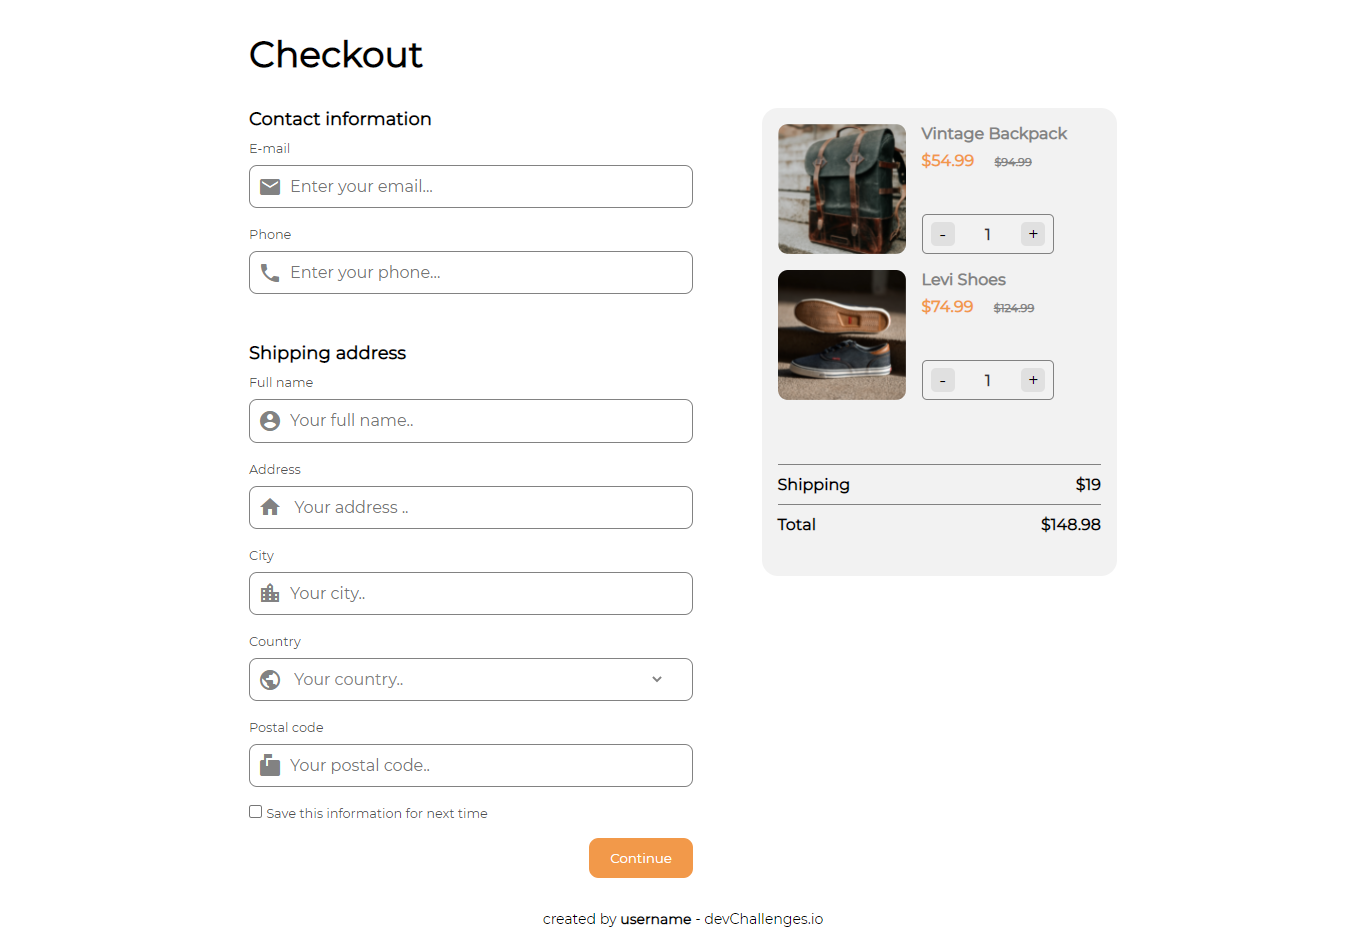 Checkout
Contact information
E-mail
Enter your email...
Phone
Enter your phone...
Shipping address
Full name
Your full name..
Address
Your address ..
City
Your city..
Country
Your country..
Postal code
Your postal code..
Save this information for next time
Continue
Vintage Backpack
$54.99 $94.99
- 1 +
Levi Shoes
$74.99 $124.99
- 1 +
Shipping $19
Total $148.98
created by username - devChallenges.io